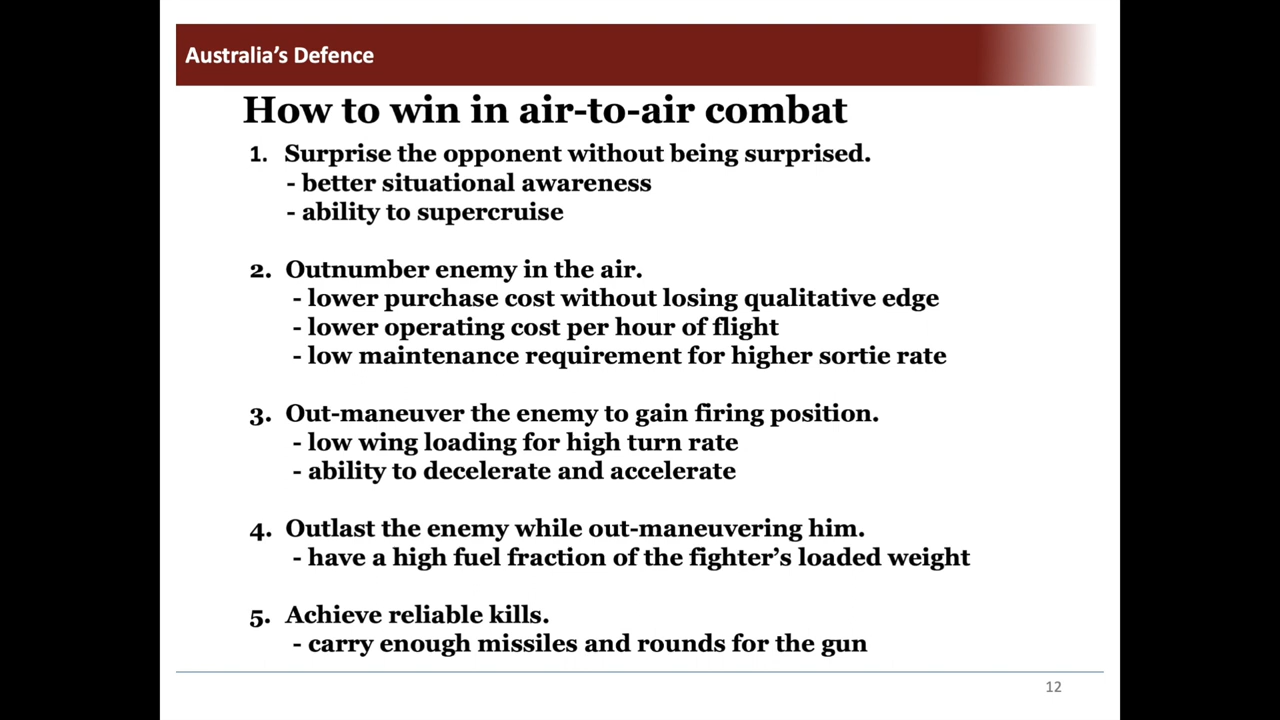 Australia's Defence
How to win in air-to-air combat
1. Surprise the opponent without being surprised.
- better situational awareness
- ability to supercruise
2. Outnumber enemy in the air.
- lower purchase cost without losing qualitative edge
- lower operating cost per hour of flight
- low maintenance requirement for higher sortie rate
3. Out-maneuver the enemy to gain firing position.
- low wing loading for high turn rate
- ability to decelerate and accelerate
4. Outlast the enemy while out-maneuvering him.
- have a high fuel fraction of the fighter's loaded weight
5. Achieve reliable kills.
- carry enough missiles and rounds for the gun
12